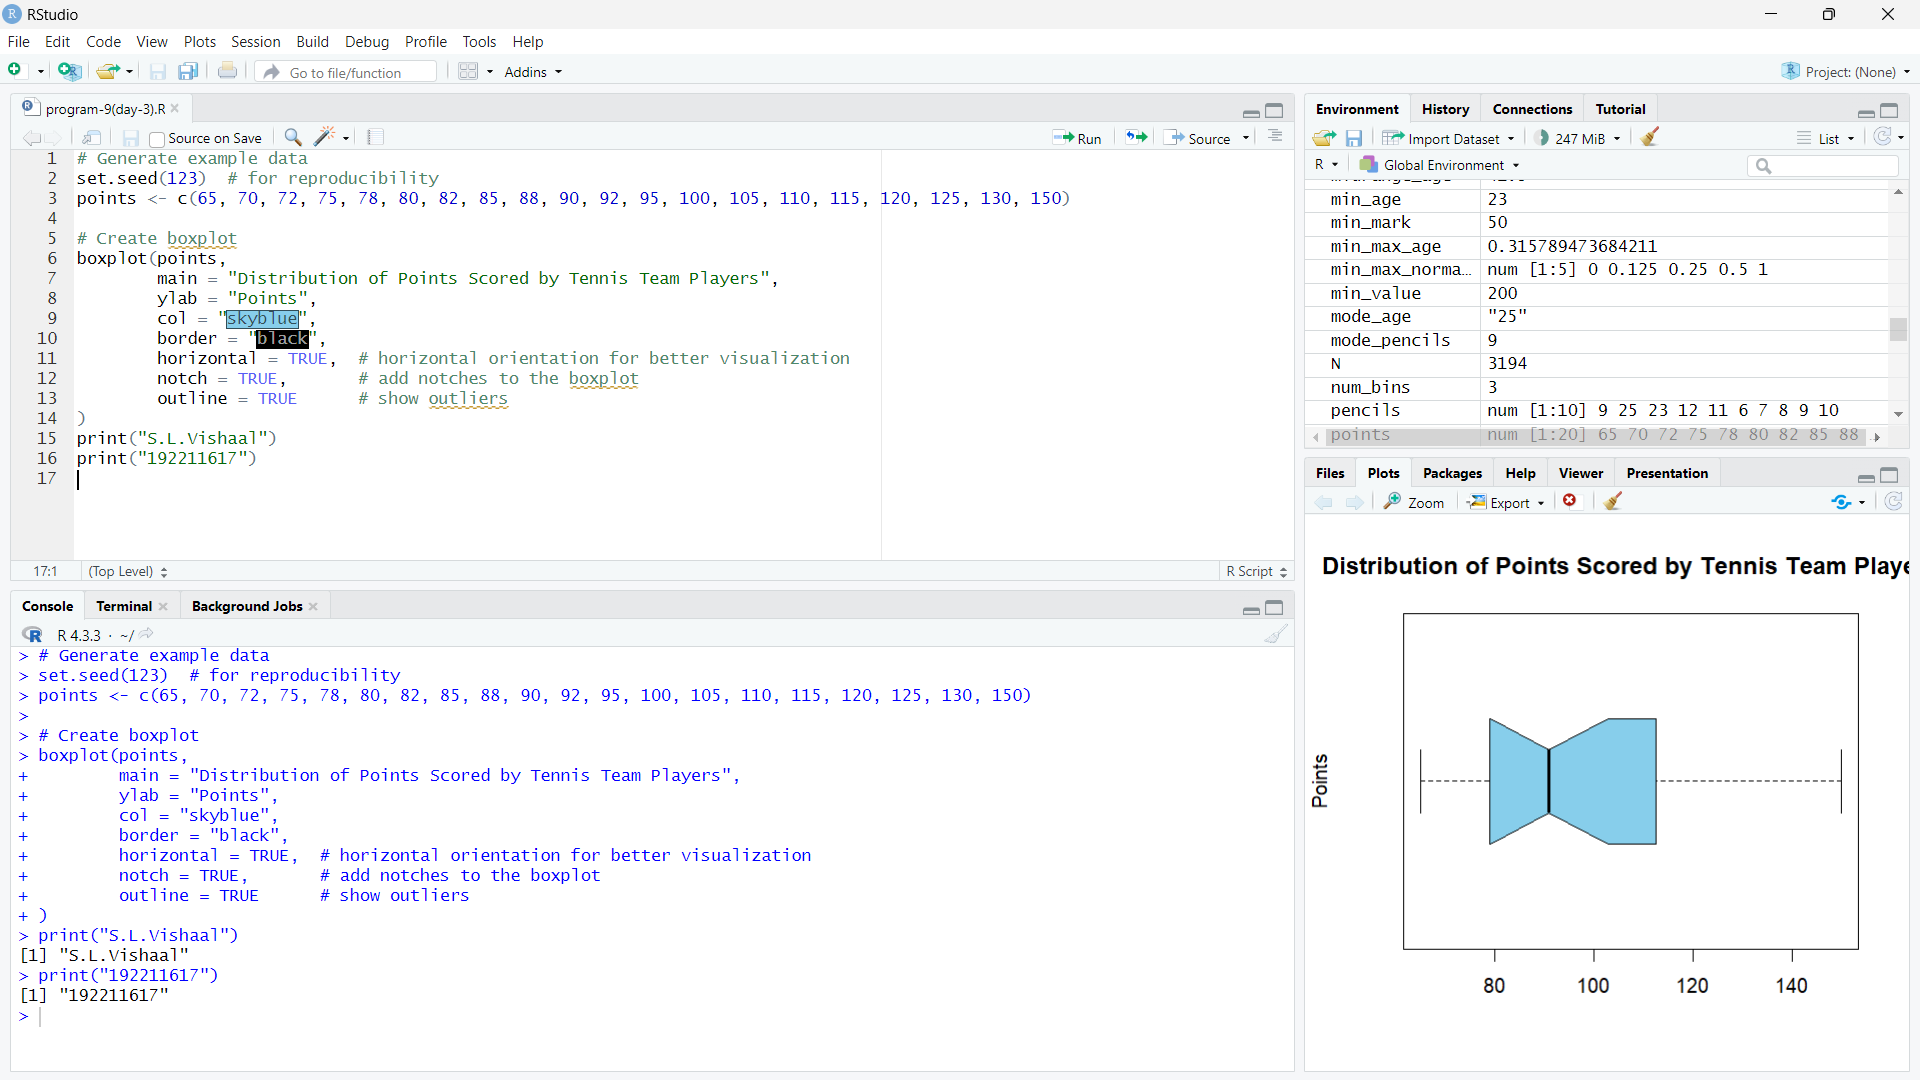 RStudio
File Edit Code View Plots Session Build Debug Profile Tools Help
Go to file/function Addins Project: (None)
program-9(day-3).R
Source on Save Run Source
1 # Generate example data
2 set.seed(123)  # for reproducibility
3 points <- c(65, 70, 72, 75, 78, 80, 82, 85, 88, 90, 92, 95, 100, 105, 110, 115, 120, 125, 130, 150)
4
5 # Create boxplot
6 boxplot(points,
7         main = "Distribution of Points Scored by Tennis Team Players",
8         ylab = "Points",
9         col = "skyblue",
10         border = "black",
11         horizontal = TRUE,  # horizontal orientation for better visualization
12         notch = TRUE,       # add notches to the boxplot
13         outline = TRUE      # show outliers
14 )
15 print("S.L.Vishaal")
16 print("192211617")
17
17:1 (Top Level) R Script
Console Terminal Background Jobs
R 4.3.3 · ~/
> # Generate example data
> set.seed(123)  # for reproducibility
> points <- c(65, 70, 72, 75, 78, 80, 82, 85, 88, 90, 92, 95, 100, 105, 110, 115, 120, 125, 130, 150)
>
> # Create boxplot
> boxplot(points,
+         main = "Distribution of Points Scored by Tennis Team Players",
+         ylab = "Points",
+         col = "skyblue",
+         border = "black",
+         horizontal = TRUE,  # horizontal orientation for better visualization
+         notch = TRUE,       # add notches to the boxplot
+         outline = TRUE      # show outliers
+ )
> print("S.L.Vishaal")
[1] "S.L.Vishaal"
> print("192211617")
[1] "192211617"
>
Environment History Connections Tutorial
Import Dataset 247 MiB List
R Global Environment
min_age 23
min_mark 50
min_max_age 0.315789473684211
min_max_norma… num [1:5] 0 0.125 0.25 0.5 1
min_value 200
mode_age "25"
mode_pencils 9
N 3194
num_bins 3
pencils num [1:10] 9 25 23 12 11 6 7 8 9 10
points num [1:20] 65 70 72 75 78 80 82 85 88
Files Plots Packages Help Viewer Presentation
Zoom Export
Distribution of Points Scored by Tennis Team Playe
Points
80 100 120 140